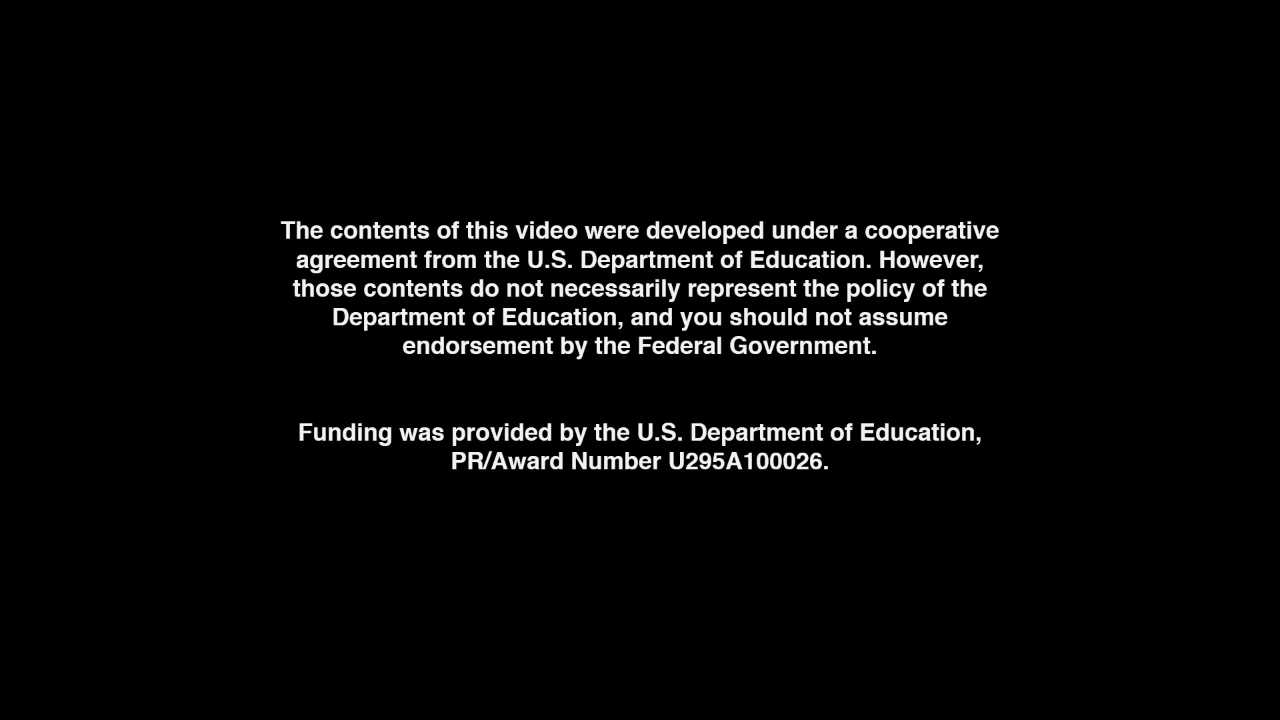 The contents of this video were developed under a cooperative
agreement from the U.S. Department of Education. However,
those contents do not necessarily represent the policy of the
Department of Education, and you should not assume
endorsement by the Federal Government.
Funding was provided by the U.S. Department of Education,
PR/Award Number U295A100026.